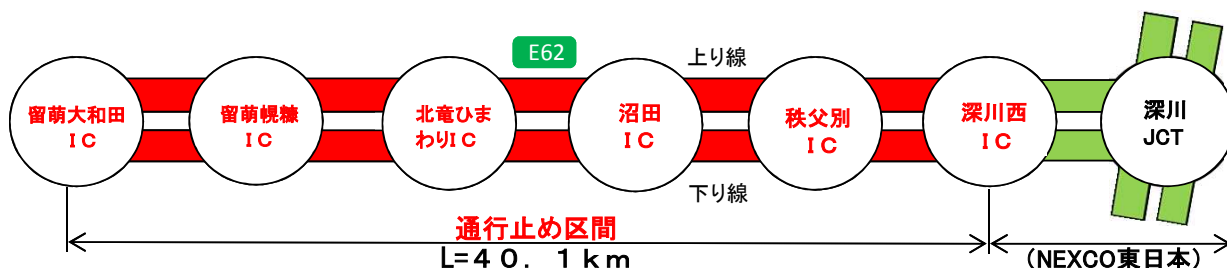 E62
上り線
留萌大和田
ＩＣ
留萌幌糠
ＩＣ
北竜ひま
わりＩＣ
沼田
ＩＣ
秩父別
ＩＣ
深川西
ＩＣ
深川
JCT
下り線
通行止め区間
L=４０．１ｋｍ
(NEXCO東日本)